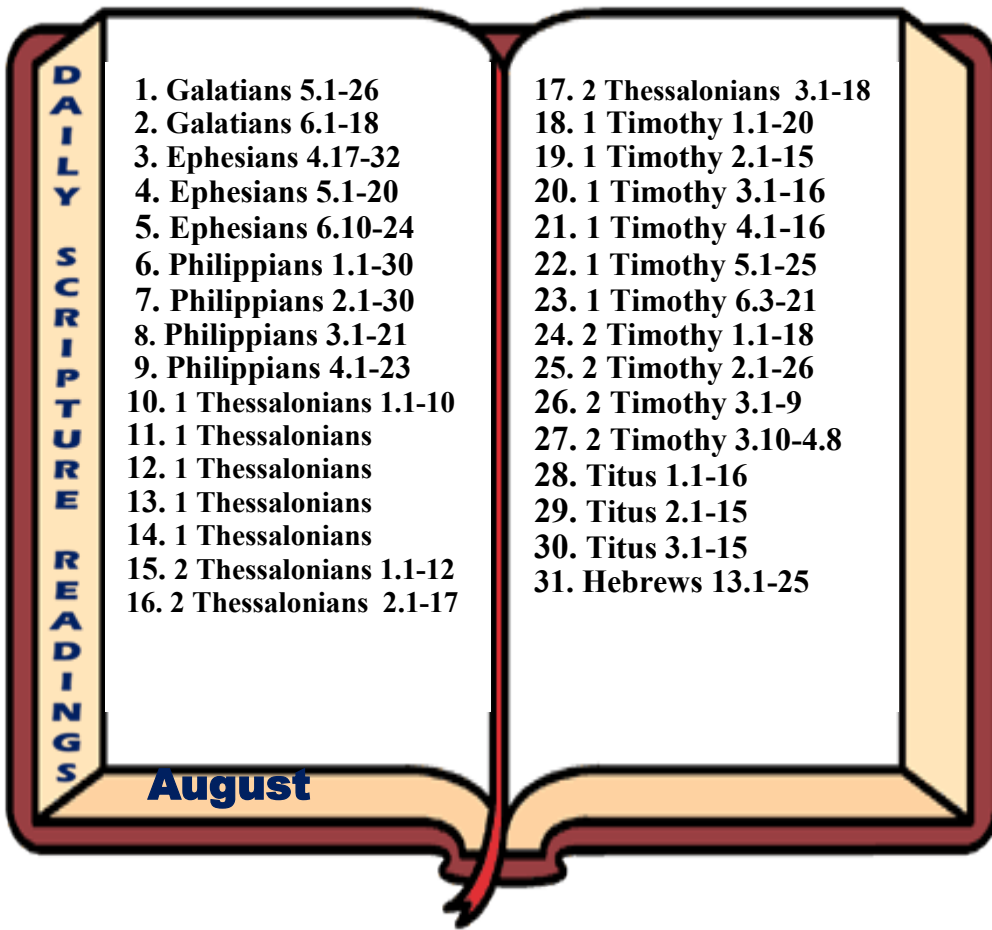 DAILY SCRIPTURE READINGS
1. Galatians 5.1-26
2. Galatians 6.1-18
3. Ephesians 4.17-32
4. Ephesians 5.1-20
5. Ephesians 6.10-24
6. Philippians 1.1-30
7. Philippians 2.1-30
8. Philippians 3.1-21
9. Philippians 4.1-23
10. 1 Thessalonians 1.1-10
11. 1 Thessalonians
12. 1 Thessalonians
13. 1 Thessalonians
14. 1 Thessalonians
15. 2 Thessalonians 1.1-12
16. 2 Thessalonians 2.1-17
17. 2 Thessalonians 3.1-18
18. 1 Timothy 1.1-20
19. 1 Timothy 2.1-15
20. 1 Timothy 3.1-16
21. 1 Timothy 4.1-16
22. 1 Timothy 5.1-25
23. 1 Timothy 6.3-21
24. 2 Timothy 1.1-18
25. 2 Timothy 2.1-26
26. 2 Timothy 3.1-9
27. 2 Timothy 3.10-4.8
28. Titus 1.1-16
29. Titus 2.1-15
30. Titus 3.1-15
31. Hebrews 13.1-25
August